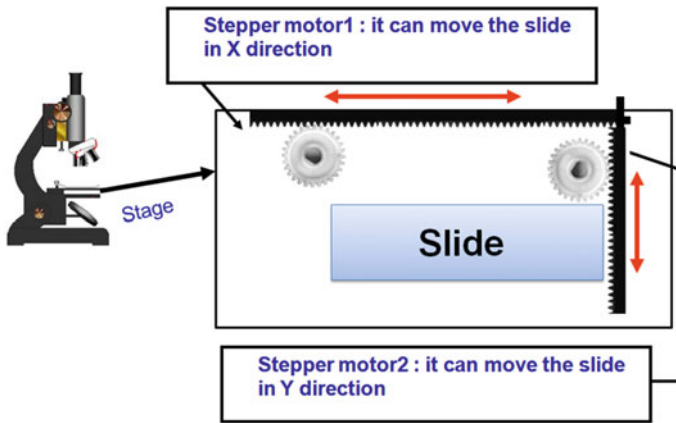 Stepper motor1 : it can move the slide
in X direction
Stage
Slide
Stepper motor2 : it can move the slide
in Y direction